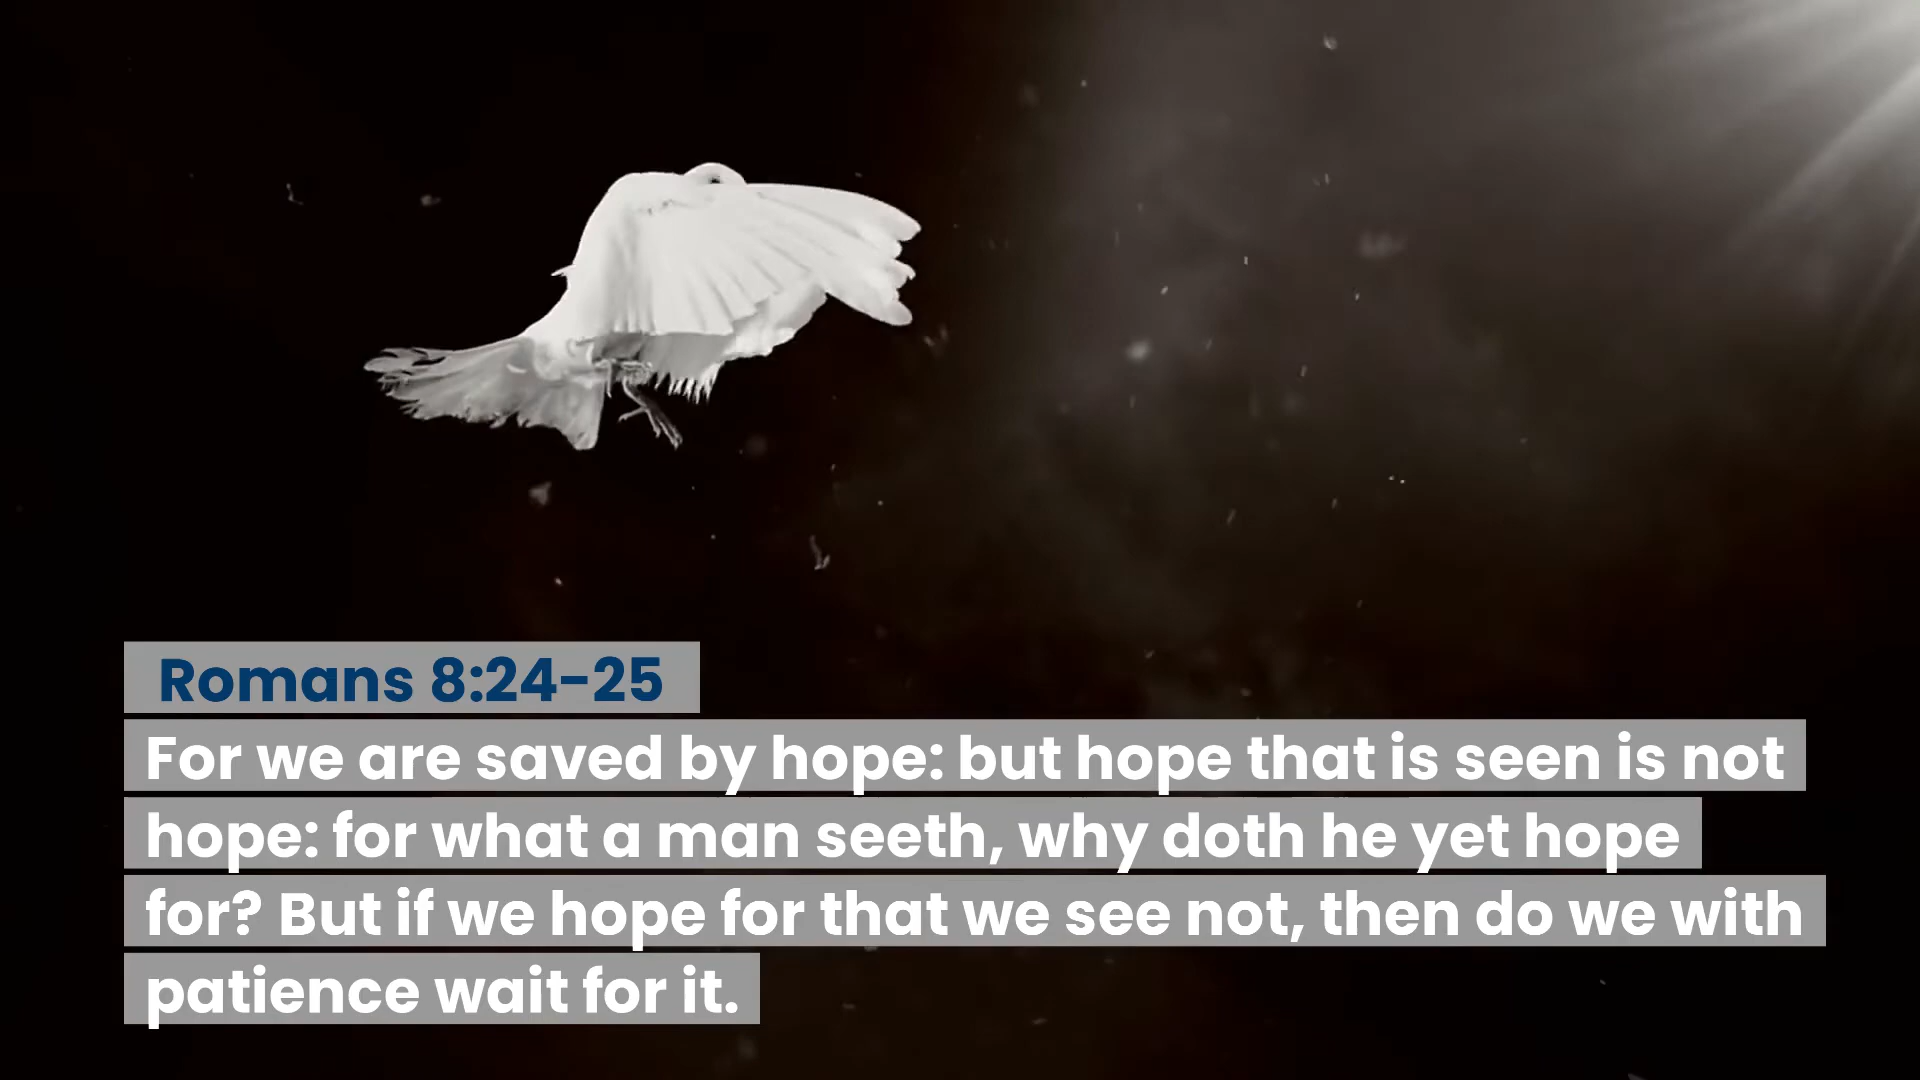 Romans 8:24-25
For we are saved by hope: but hope that is seen is not
hope: for what a man seeth, why doth he yet hope
for? But if we hope for that we see not, then do we with
patience wait for it.